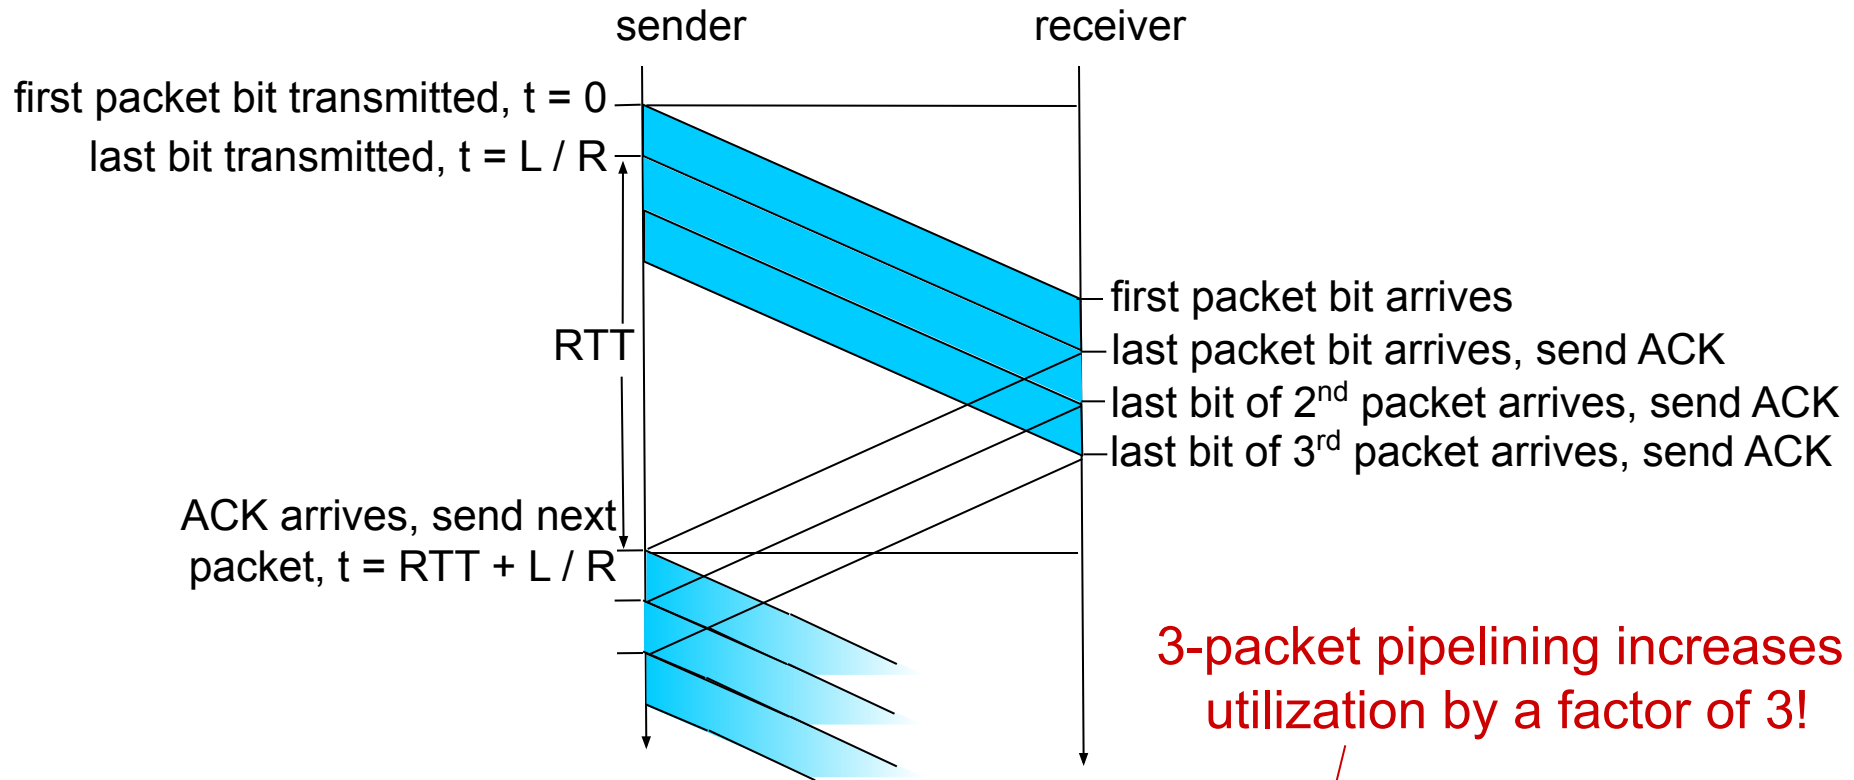 sender
receiver
first packet bit transmitted, t = 0
last bit transmitted, t = L / R
first packet bit arrives
RTT
last packet bit arrives, send ACK
last bit of 2nd packet arrives, send ACK
last bit of 3rd packet arrives, send ACK
ACK arrives, send next
packet, t = RTT + L / R
3-packet pipelining increases
utilization by a factor of 3!